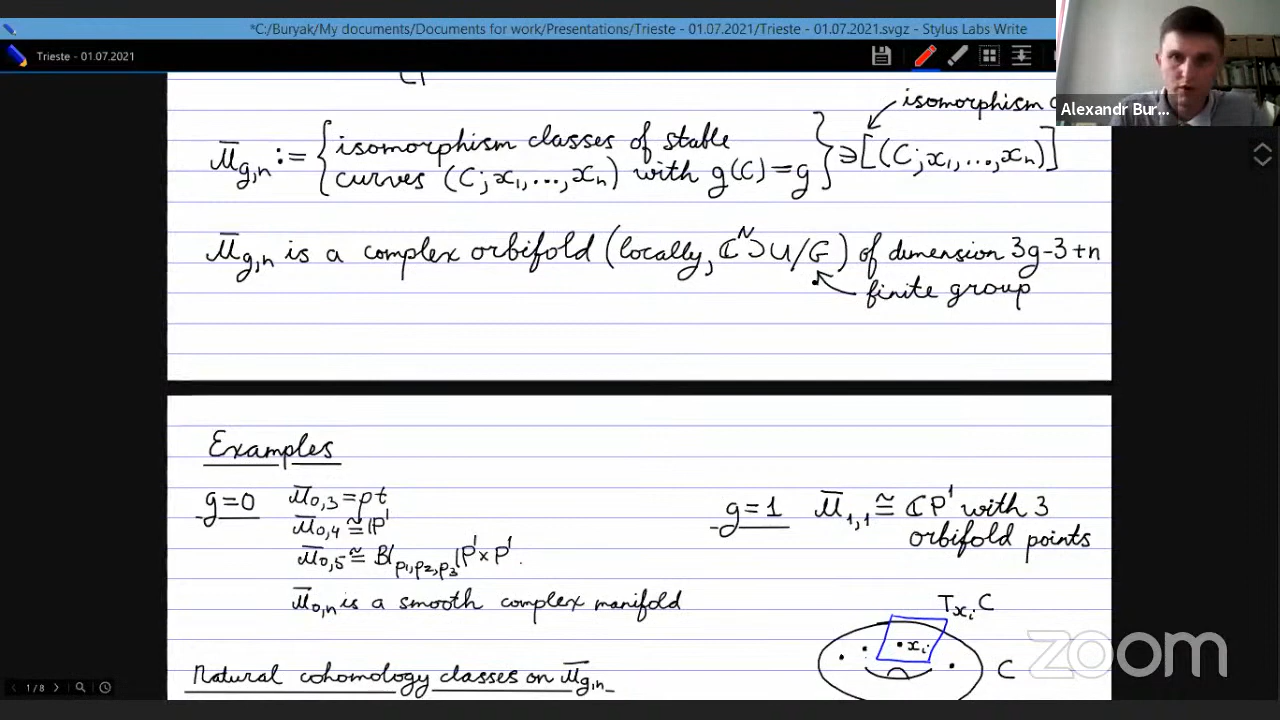 *C:/Buryak/My documents/Documents for work/Presentations/Trieste - 01.07.2021/Trieste - 01.07.2021.svgz - Stylus Labs Write
Trieste - 01.07.2021
Alexandr Bur...
isomorphism
M̄g,n := { isomorphism classes of stable
curves (C; x1, ..., xn) with g(C) = g } ∋ [(C; x1, ..., xn)]
M̄g,n is a complex orbifold (locally, ℂ^N ⊃ U/G) of dimension 3g-3+n
finite group
Examples
g=0
M̄0,3 = pt
M̄0,4 ≅ ℙ¹
M̄0,5 ≅ Bl p1,p2,p3 ℙ¹ × ℙ¹.
M̄0,n is a smooth complex manifold
g=1
M̄1,1 ≅ ℂP¹ with 3
orbifold points
Txi C
xi
C
Natural cohomology classes on M̄g,n
1/8
zoom